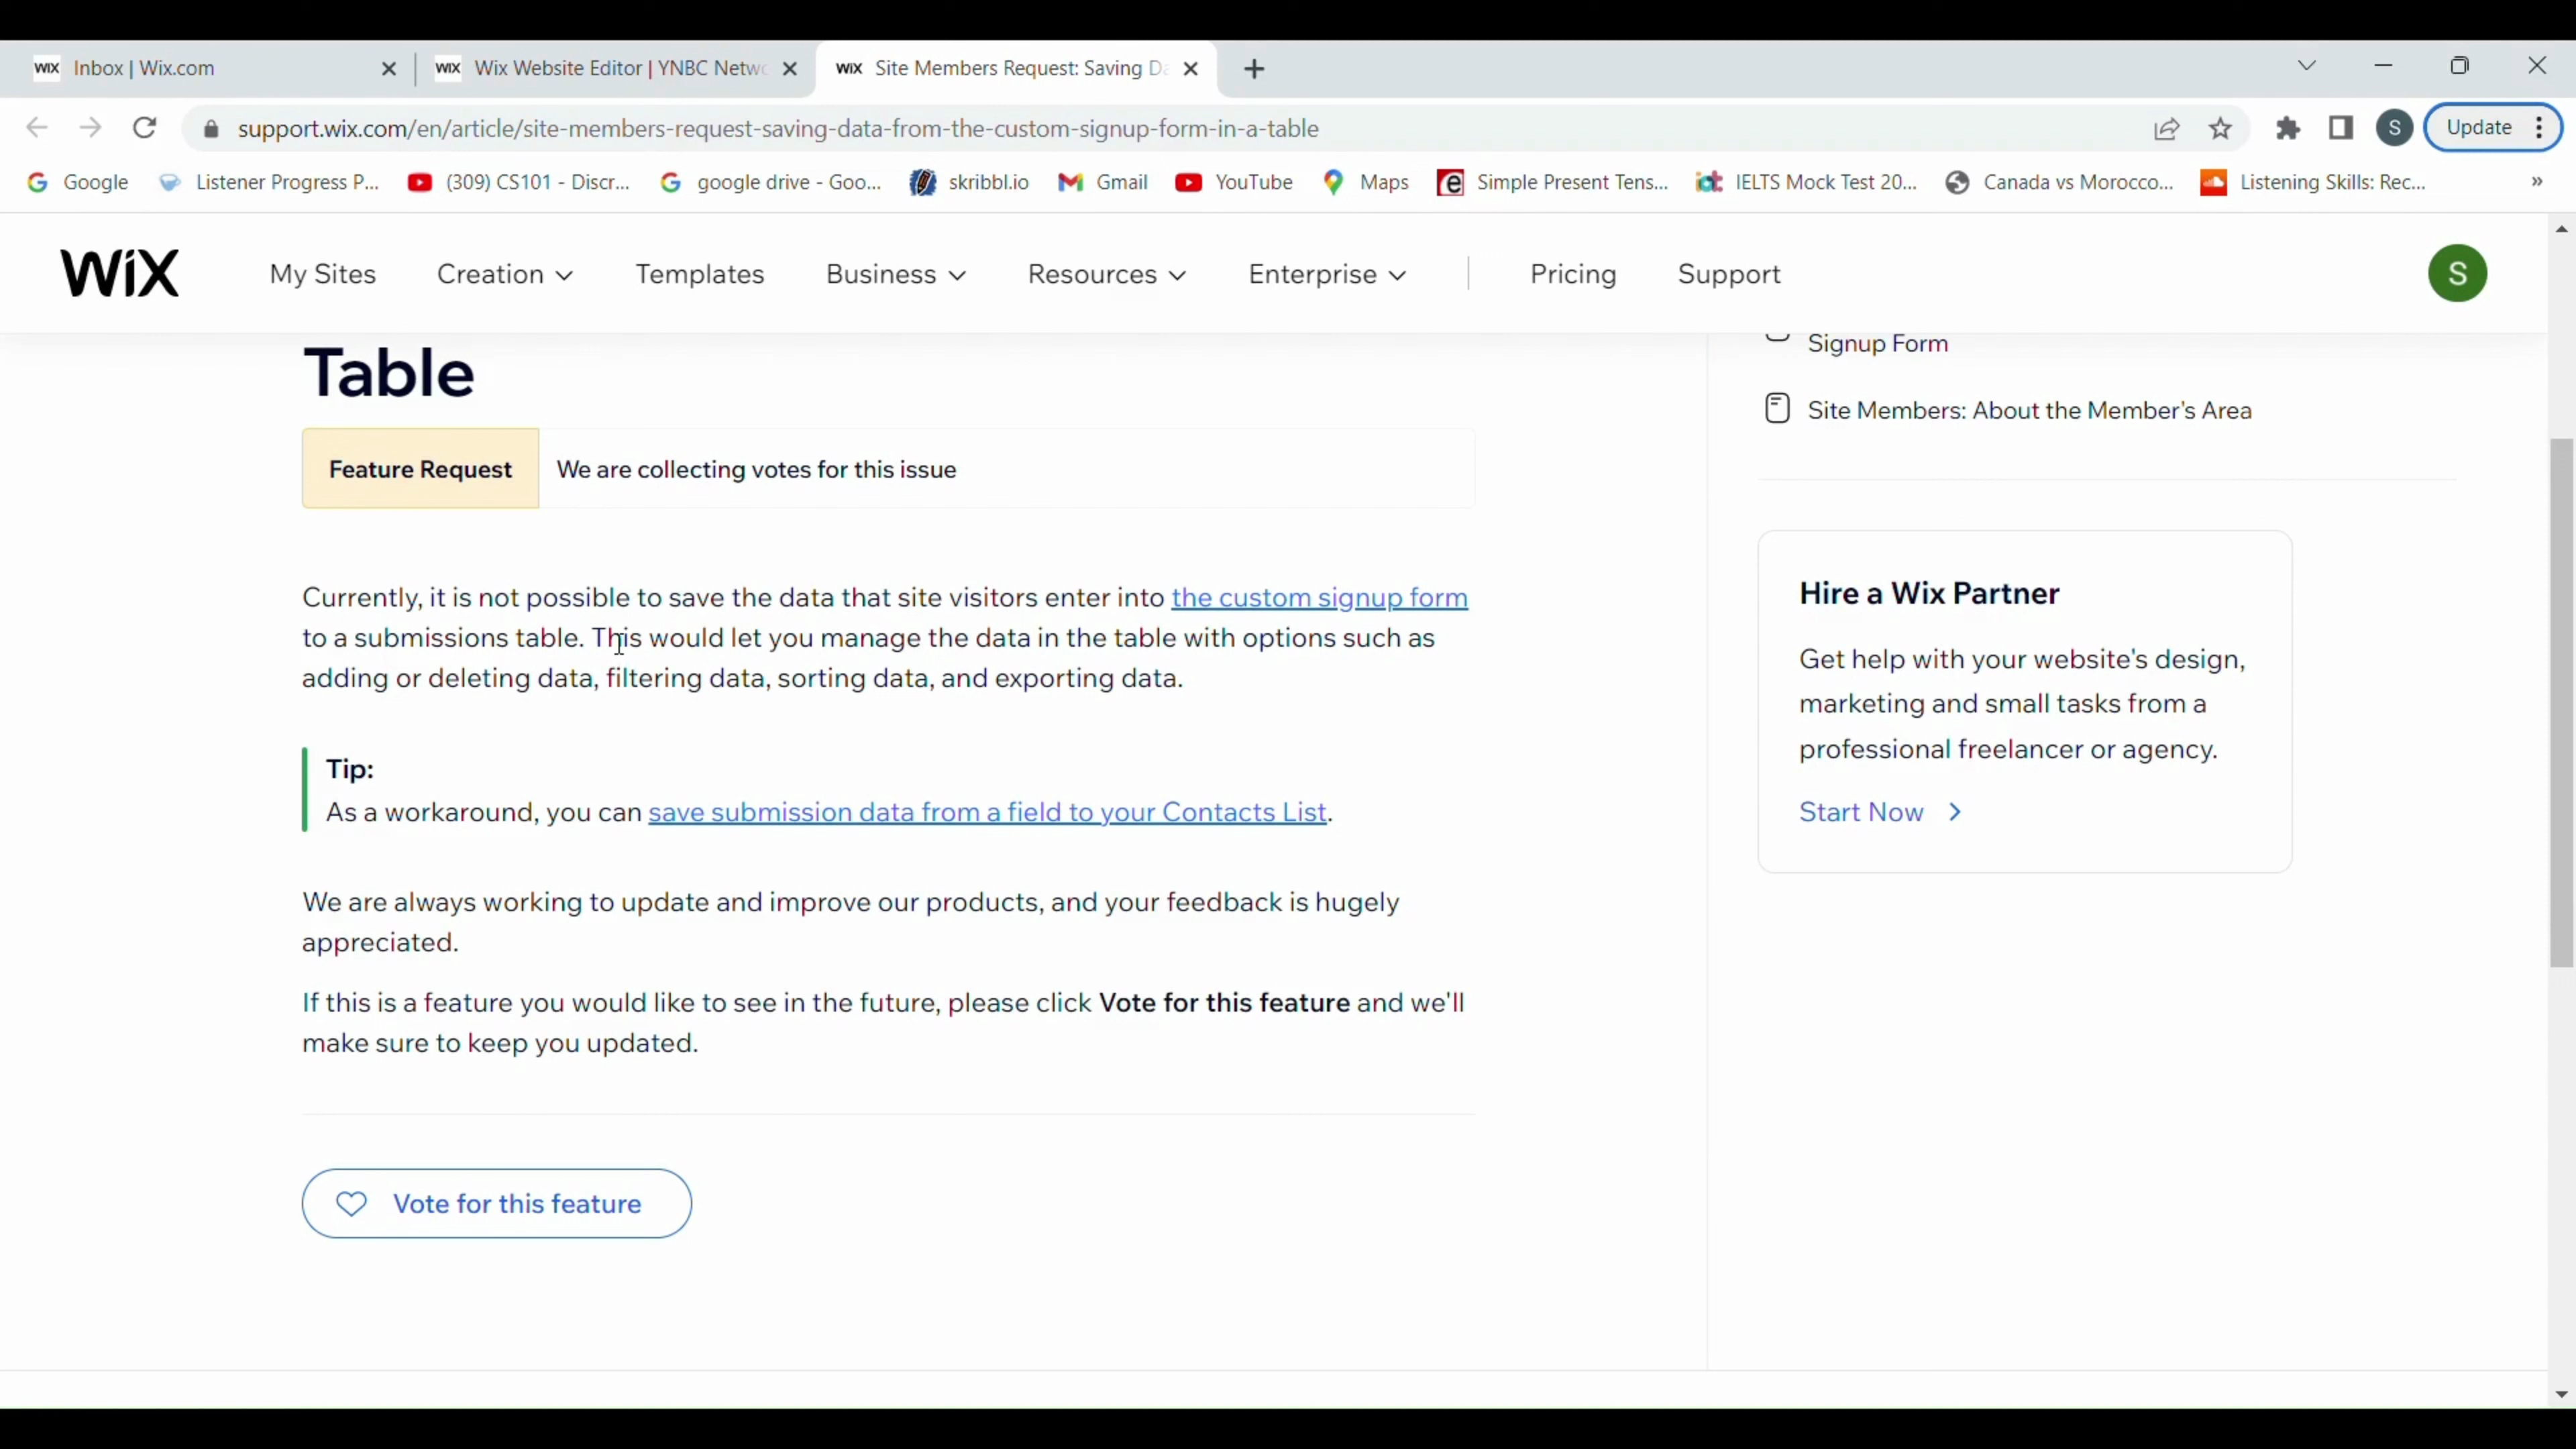 WIX Inbox | Wix.com
WIX Wix Website Editor | YNBC Netwo
WIX Site Members Request: Saving Da
support.wix.com/en/article/site-members-request-saving-data-from-the-custom-signup-form-in-a-table
S
Update
Google
Listener Progress P...
(309) CS101 - Discr...
google drive - Goo...
skribbl.io
Gmail
YouTube
Maps
Simple Present Tens...
IELTS Mock Test 20...
Canada vs Morocco...
Listening Skills: Rec...
»
WiX
My Sites
Creation
Templates
Business
Resources
Enterprise
Pricing
Support
S
Table
Feature Request
We are collecting votes for this issue
Currently, it is not possible to save the data that site visitors enter into the custom signup form
to a submissions table. This would let you manage the data in the table with options such as
adding or deleting data, filtering data, sorting data, and exporting data.
Tip:
As a workaround, you can save submission data from a field to your Contacts List.
We are always working to update and improve our products, and your feedback is hugely
appreciated.
If this is a feature you would like to see in the future, please click Vote for this feature and we'll
make sure to keep you updated.
Vote for this feature
Signup Form
Site Members: About the Member's Area
Hire a Wix Partner
Get help with your website's design,
marketing and small tasks from a
professional freelancer or agency.
Start Now